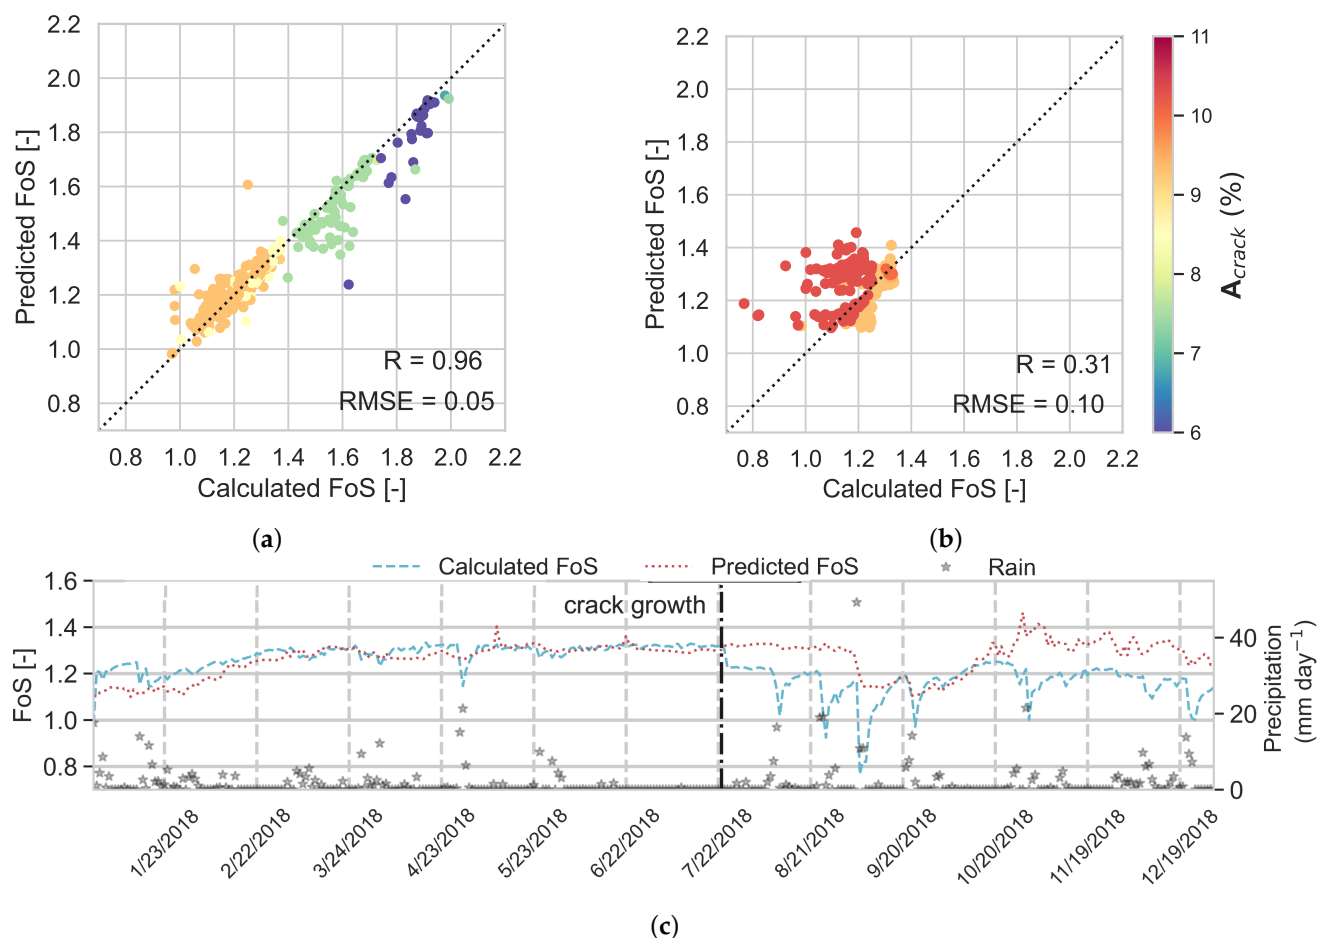 2.2
2.0
1.8
1.6
1.4
1.2
1.0
0.8
Predicted FoS [-]
R = 0.96
RMSE = 0.05
0.8 1.0 1.2 1.4 1.6 1.8 2.0 2.2
Calculated FoS [-]
(a)
2.2
2.0
1.8
1.6
1.4
1.2
1.0
0.8
Predicted FoS [-]
R = 0.31
RMSE = 0.10
0.8 1.0 1.2 1.4 1.6 1.8 2.0 2.2
Calculated FoS [-]
(b)
11
10
9
8
7
6
A_crack (%)
Calculated FoS Predicted FoS Rain
1.6
1.4
1.2
1.0
0.8
FoS [-]
crack growth
40
20
0
Precipitation
(mm day⁻¹)
1/23/2018 2/22/2018 3/24/2018 4/23/2018 5/23/2018 6/22/2018 7/22/2018 8/21/2018 9/20/2018 10/20/2018 11/19/2018 12/19/2018
(c)